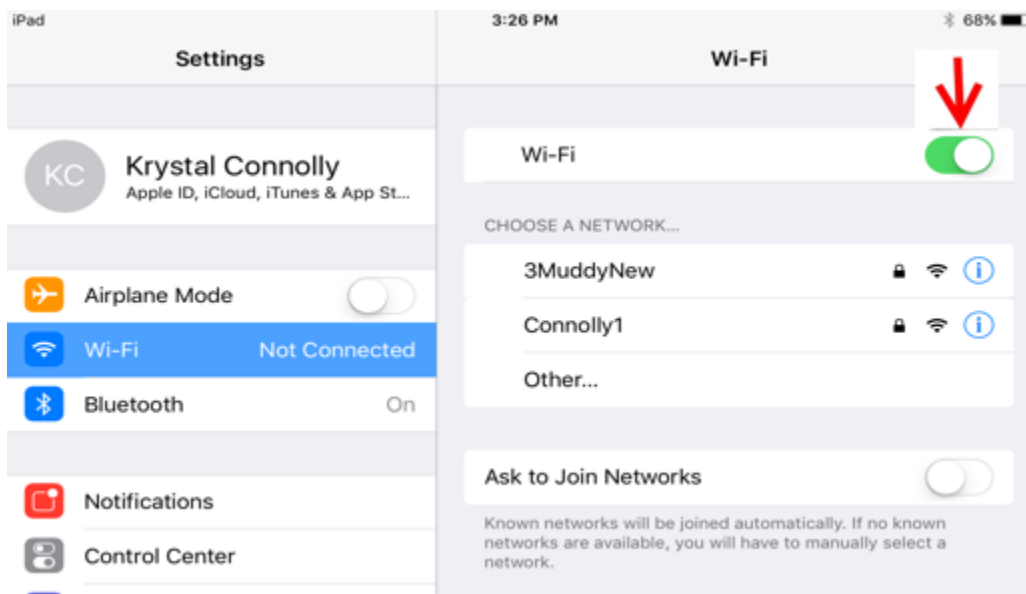 iPad
3:26 PM
68%
Settings
Wi-Fi
KC
Krystal Connolly
Apple ID, iCloud, iTunes & App St...
Airplane Mode
Wi-Fi Not Connected
Bluetooth On
Notifications
Control Center
Wi-Fi
CHOOSE A NETWORK...
3MuddyNew
Connolly1
Other...
Ask to Join Networks
Known networks will be joined automatically. If no known
networks are available, you will have to manually select a
network.